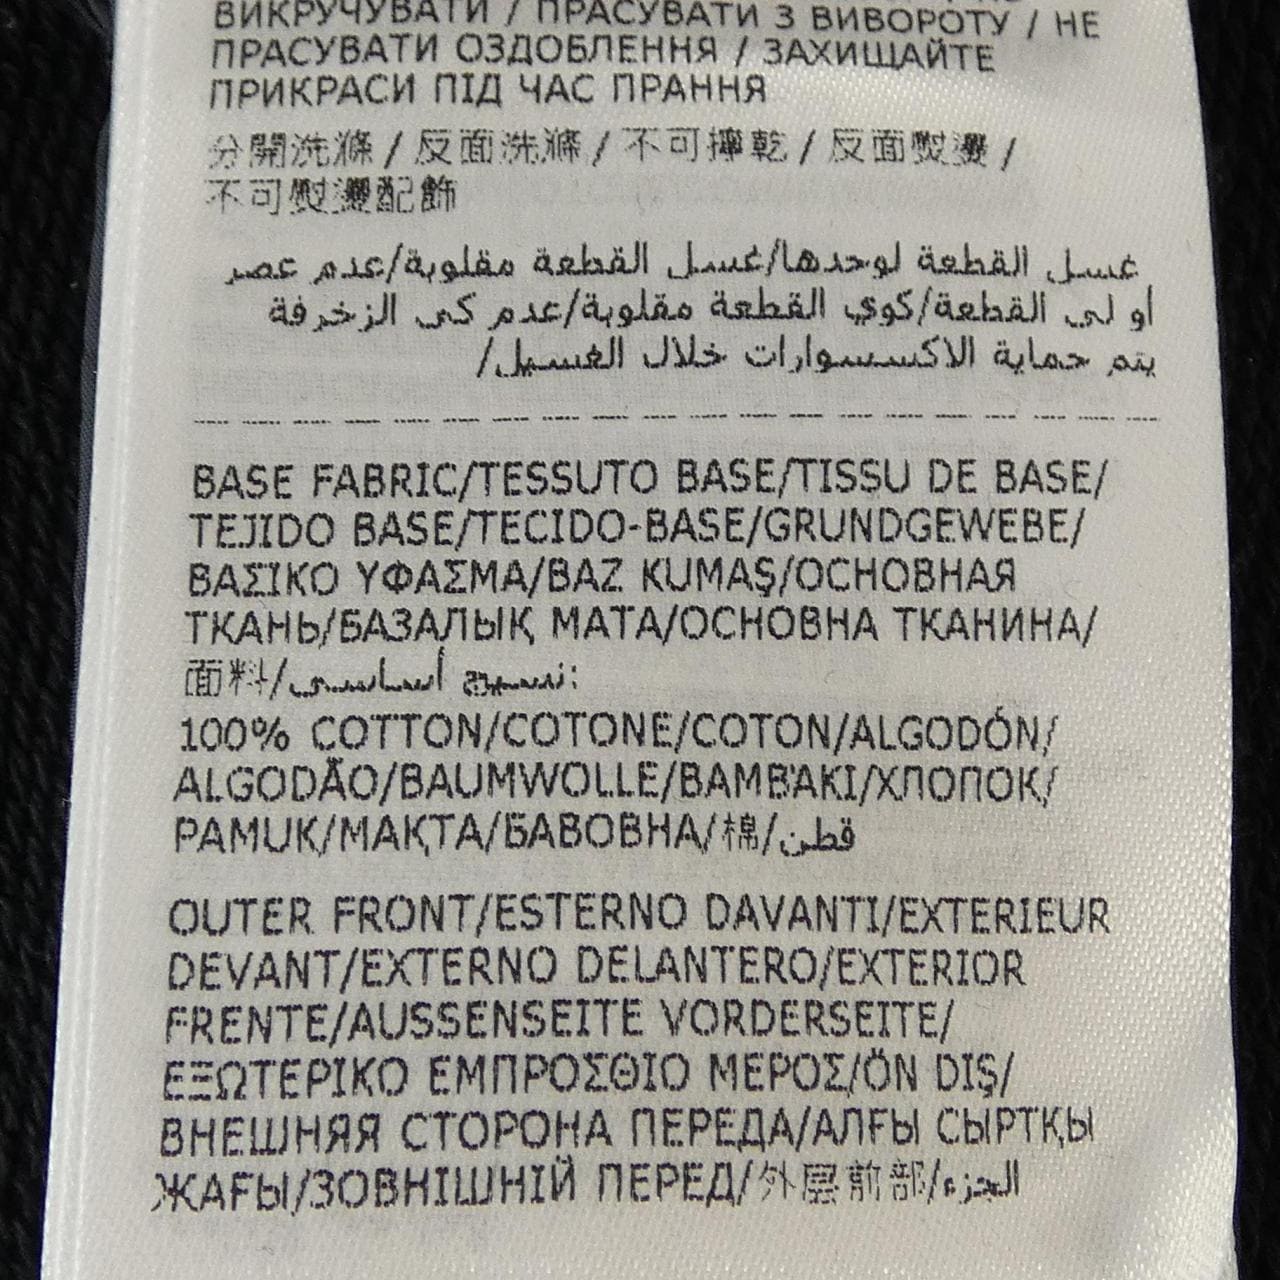 ВИКРУЧУВАТИ / ПРАСУВАТИ З ВИВОРОТУ / НЕ
ПРАСУВАТИ ОЗДОБЛЕННЯ / ЗАХИЩАЙТЕ
ПРИКРАСИ ПІД ЧАС ПРАННЯ
分開洗滌 / 反面洗滌 / 不可擰乾 / 反面熨燙 /
不可熨燙配飾
غسل القطعة لوحدها/غسل القطعة مقلوبة/عدم عصر
أو لى القطعة/كوي القطعة مقلوبة/عدم كى الزخرفة
يتم حماية الاكسسوارات خلال الغسيل/
BASE FABRIC/TESSUTO BASE/TISSU DE BASE/
TEJIDO BASE/TECIDO-BASE/GRUNDGEWEBE/
ΒΑΣΙΚΟ ΥΦΑΣΜΑ/BAZ KUMAŞ/ОСНОВНАЯ
ТКАНЬ/БАЗАЛЫҚ МАТА/ОСНОВНА ТКАНИНА/
面料/نسيج أساسى:
100% COTTON/COTONE/COTON/ALGODÓN/
ALGODÃO/BAUMWOLLE/ΒΑΜΒ'ΑΚΙ/ХЛОПОК/
PAMUK/МАҚТА/БАВОВНА/棉/قطن
OUTER FRONT/ESTERNO DAVANTI/EXTERIEUR
DEVANT/EXTERNO DELANTERO/EXTERIOR
FRENTE/AUSSENSEITE VORDERSEITE/
ΕΞΩΤΕΡΙΚΟ ΕΜΠΡΟΣΘΙΟ ΜΕΡΟΣ/ÖN DIŞ/
ВНЕШНЯЯ СТОРОНА ПЕРЕДА/АЛҒЫ СЫРТҚЫ
ЖАҒЫ/ЗОВНІШНІЙ ПЕРЕД/外層前部/الجزء